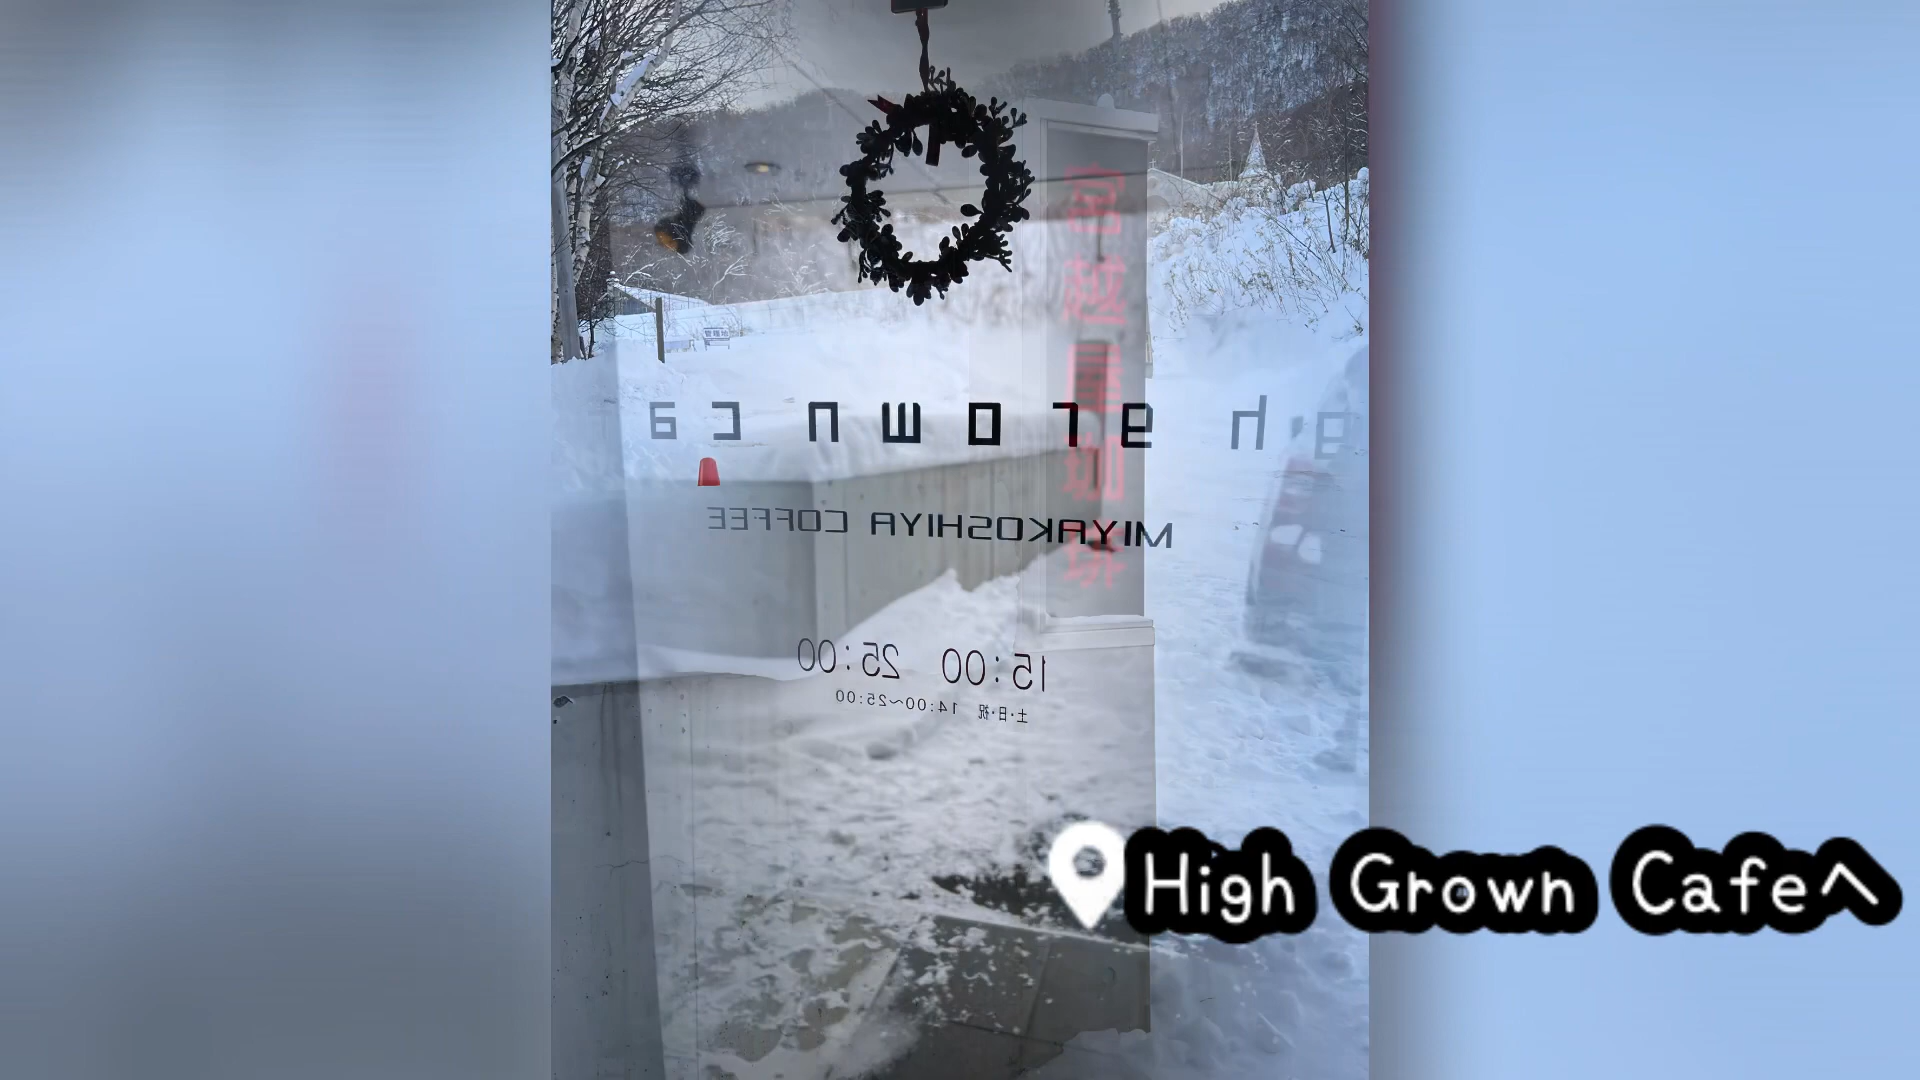 宮越屋珈琲
gh grown ca
MIYAKOSHIYA COFFEE
15:00 25:00
土・日・祝 14:00~25:00
High Grown Cafeへ